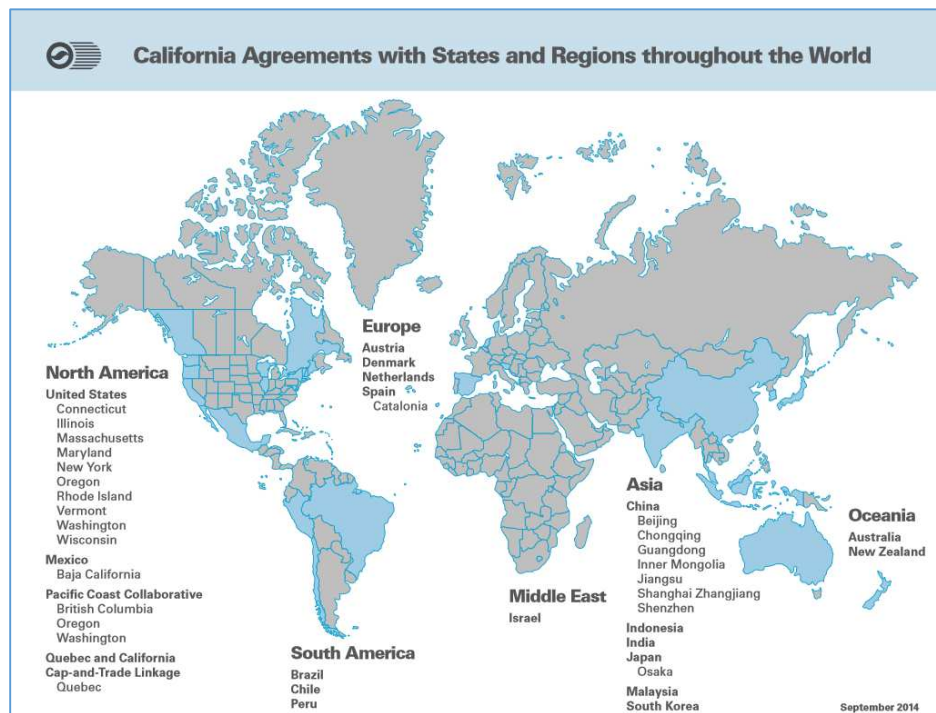 California Agreements with States and Regions throughout the World
North America
United States
Connecticut
Illinois
Massachusetts
Maryland
New York
Oregon
Rhode Island
Vermont
Washington
Wisconsin
Mexico
Baja California
Pacific Coast Collaborative
British Columbia
Oregon
Washington
Quebec and California
Cap-and-Trade Linkage
Quebec
Europe
Austria
Denmark
Netherlands
Spain
Catalonia
South America
Brazil
Chile
Peru
Middle East
Israel
Asia
China
Beijing
Chongqing
Guangdong
Inner Mongolia
Jiangsu
Shanghai Zhangjiang
Shenzhen
Indonesia
India
Japan
Osaka
Malaysia
South Korea
Oceania
Australia
New Zealand
September 2014